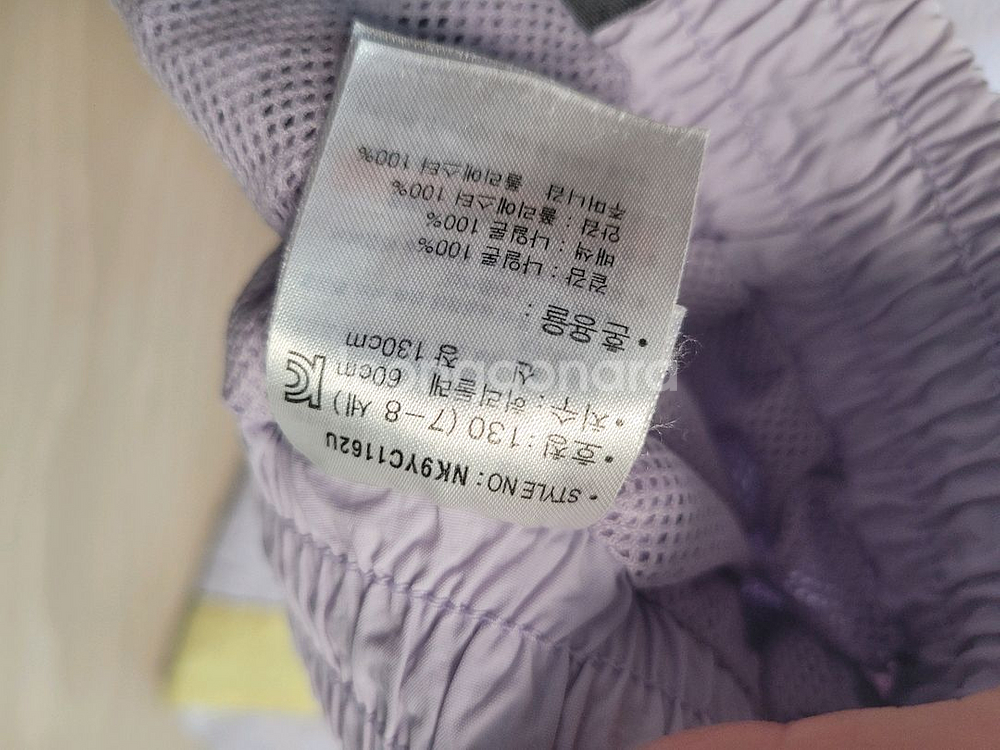 • STYLE NO : NK9YC1162U
• 호칭 : 130 (7-8 세)
• 치수 : 허리둘레 60cm
신 장 130cm
• 혼용율 :
겉감 : 나일론 100%
배색 : 나일론 100%
안감 : 폴리에스터 100%
주머니감 폴리에스터 100%